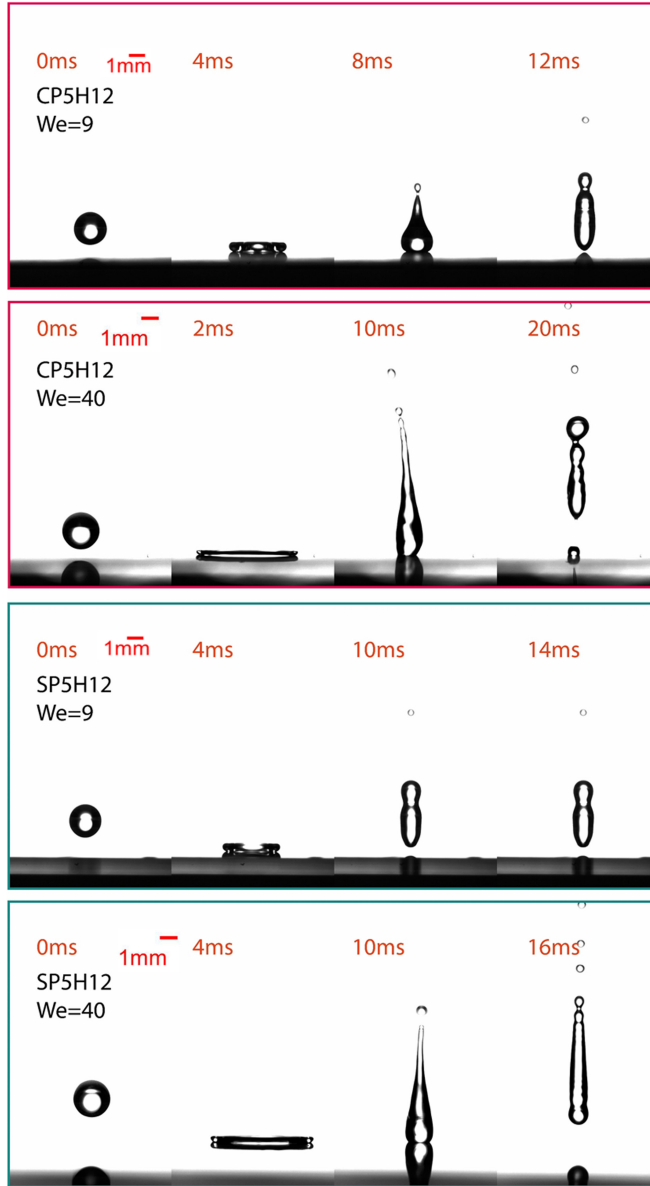 0ms 1mm 4ms 8ms 12ms
CP5H12
We=9
0ms 1mm 2ms 10ms 20ms
CP5H12
We=40
0ms 1mm 4ms 10ms 14ms
SP5H12
We=9
0ms 1mm 4ms 10ms 16ms
SP5H12
We=40